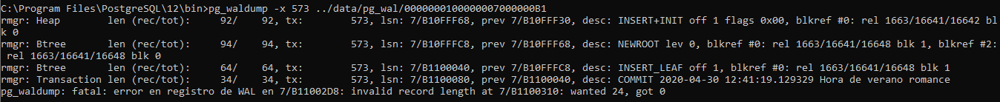 C:\Program Files\PostgreSQL\12\bin>pg_waldump -x 573 ../data/pg_wal/0000000100000007000000B1
rmgr: Heap        len (rec/tot):     92/    92, tx:        573, lsn: 7/B10FFF68, prev 7/B10FFF30, desc: INSERT+INIT off 1 flags 0x00, blkref #0: rel 1663/16641/16642 bl
k 0
rmgr: Btree       len (rec/tot):     94/    94, tx:        573, lsn: 7/B10FFFC8, prev 7/B10FFF68, desc: NEWROOT lev 0, blkref #0: rel 1663/16641/16648 blk 1, blkref #2:
 rel 1663/16641/16648 blk 0
rmgr: Btree       len (rec/tot):     64/    64, tx:        573, lsn: 7/B1100040, prev 7/B10FFFC8, desc: INSERT_LEAF off 1, blkref #0: rel 1663/16641/16648 blk 1
rmgr: Transaction len (rec/tot):     34/    34, tx:        573, lsn: 7/B1100080, prev 7/B1100040, desc: COMMIT 2020-04-30 12:41:19.129329 Hora de verano romance
pg_waldump: fatal: error en registro de WAL en 7/B11002D8: invalid record length at 7/B1100310: wanted 24, got 0